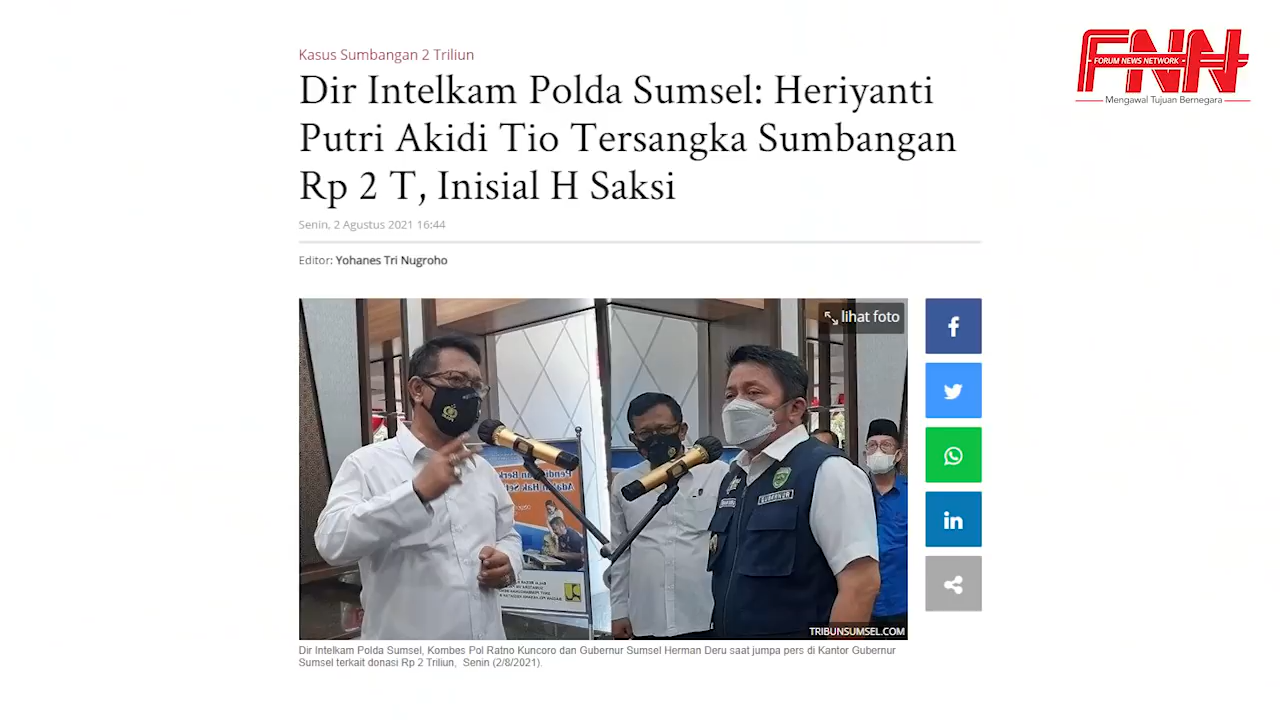 Kasus Sumbangan 2 Triliun
FNN
FORUM NEWS NETWORK
Mengawal Tujuan Bernegara
Dir Intelkam Polda Sumsel: Heriyanti
Putri Akidi Tio Tersangka Sumbangan
Rp 2 T, Inisial H Saksi
Senin, 2 Agustus 2021 16:44
Editor: Yohanes Tri Nugroho
lihat foto
GUBERNUR
TRIBUNSUMSEL.COM
Dir Intelkam Polda Sumsel, Kombes Pol Ratno Kuncoro dan Gubernur Sumsel Herman Deru saat jumpa pers di Kantor Gubernur
Sumsel terkait donasi Rp 2 Triliun, Senin (2/8/2021).